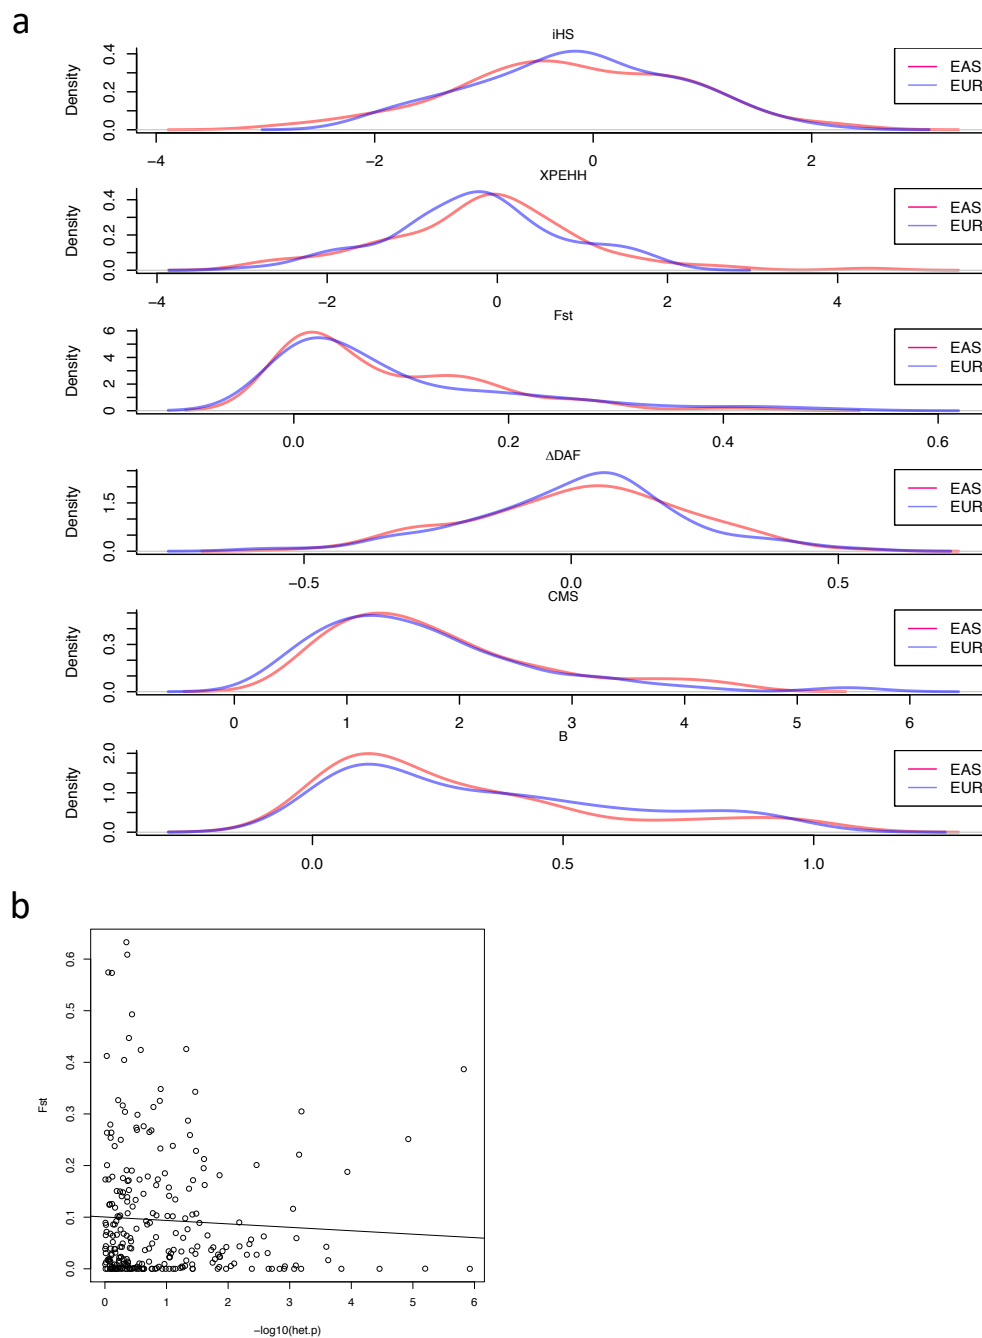 a
iHS
Density
0.0 0.2 0.4
EAS
EUR
−4 −2 0 2
XPEHH
Density
0.0 0.2 0.4
EAS
EUR
−4 −2 0 2 4
Fst
Density
0 2 4 6
EAS
EUR
0.0 0.2 0.4 0.6
ΔDAF
Density
0.0 1.5
EAS
EUR
−0.5 0.0 0.5
CMS
Density
0.0 0.3
EAS
EUR
0 1 2 3 4 5 6
B
Density
0.0 1.0 2.0
EAS
EUR
0.0 0.5 1.0
b
Fst
0.0 0.1 0.2 0.3 0.4 0.5 0.6
0 1 2 3 4 5 6
−log10(het.p)